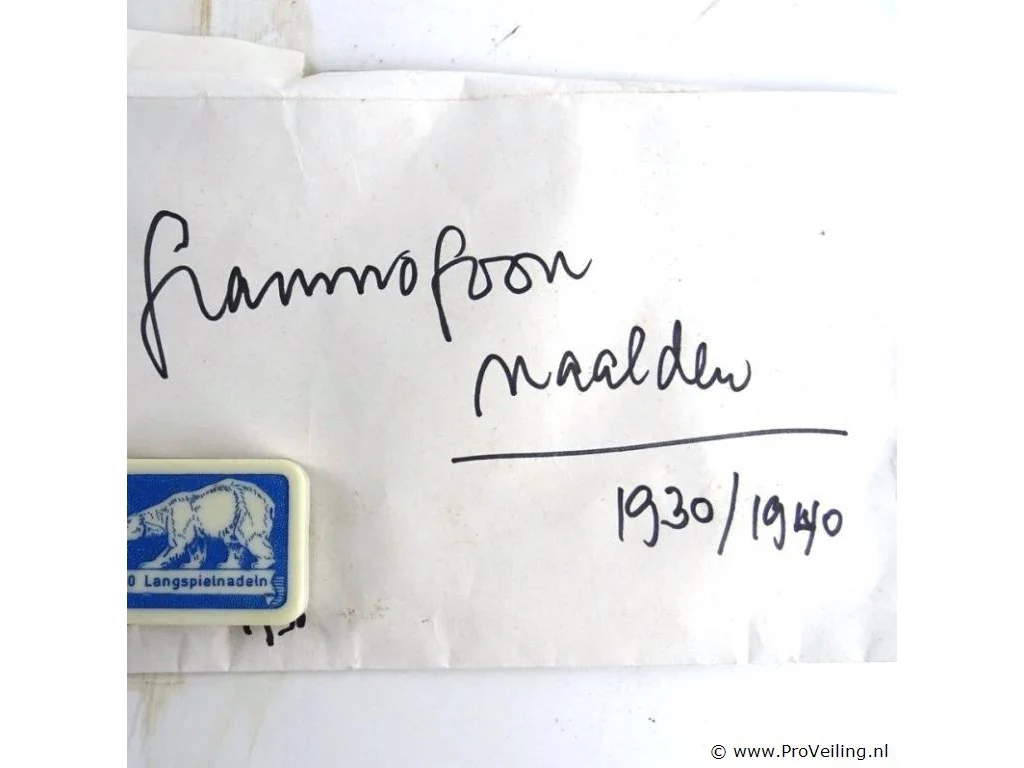 Grammofoon
naalden
1930/1940
0 Langspielnadeln
© www.ProVeiling.nl